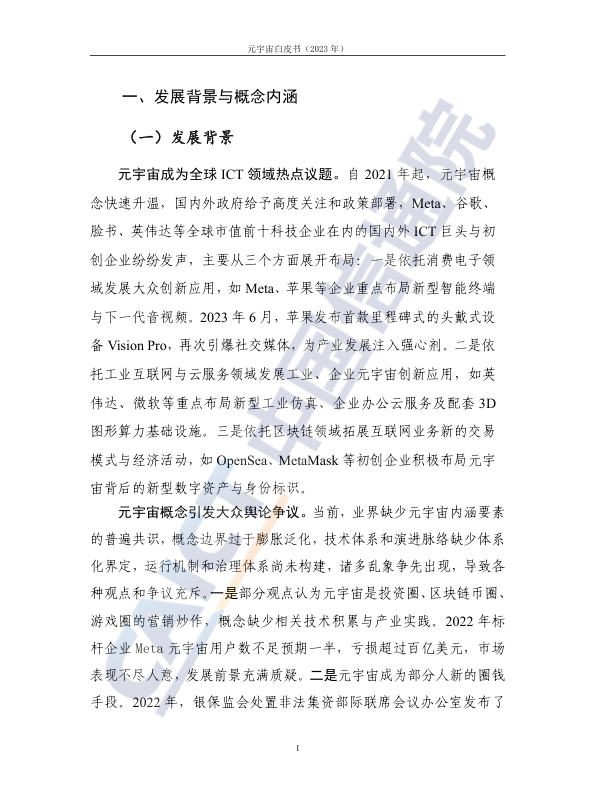 元宇宙白皮书（2023 年）
一、发展背景与概念内涵
（一）发展背景
元宇宙成为全球 ICT 领域热点议题。自 2021 年起，元宇宙概
念快速升温，国内外政府给予高度关注和政策部署，Meta、谷歌、
脸书、英伟达等全球市值前十科技企业在内的国内外 ICT 巨头与初
创企业纷纷发声，主要从三个方面展开布局：一是依托消费电子领
域发展大众创新应用，如 Meta、苹果等企业重点布局新型智能终端
与下一代音视频。2023 年 6 月，苹果发布首款里程碑式的头戴式设
备 Vision Pro，再次引爆社交媒体，为产业发展注入强心剂。二是依
托工业互联网与云服务领域发展工业、企业元宇宙创新应用，如英
伟达、微软等重点布局新型工业仿真、企业办公云服务及配套 3D
图形算力基础设施。三是依托区块链领域拓展互联网业务新的交易
模式与经济活动，如 OpenSea、MetaMask 等初创企业积极布局元宇
宙背后的新型数字资产与身份标识。
元宇宙概念引发大众舆论争议。当前，业界缺少元宇宙内涵要素
的普遍共识，概念边界过于膨胀泛化，技术体系和演进脉络缺少体系
化界定，运行机制和治理体系尚未构建，诸多乱象争先出现，导致各
种观点和争议充斥。一是部分观点认为元宇宙是投资圈、区块链币圈、
游戏圈的营销炒作，概念缺少相关技术积累与产业实践。2022 年标
杆企业 Meta 元宇宙用户数不足预期一半，亏损超过百亿美元，市场
表现不尽人意，发展前景充满质疑。二是元宇宙成为部分人新的圈钱
手段。2022 年，银保监会处置非法集资部际联席会议办公室发布了
1
CAICT 中国信通院